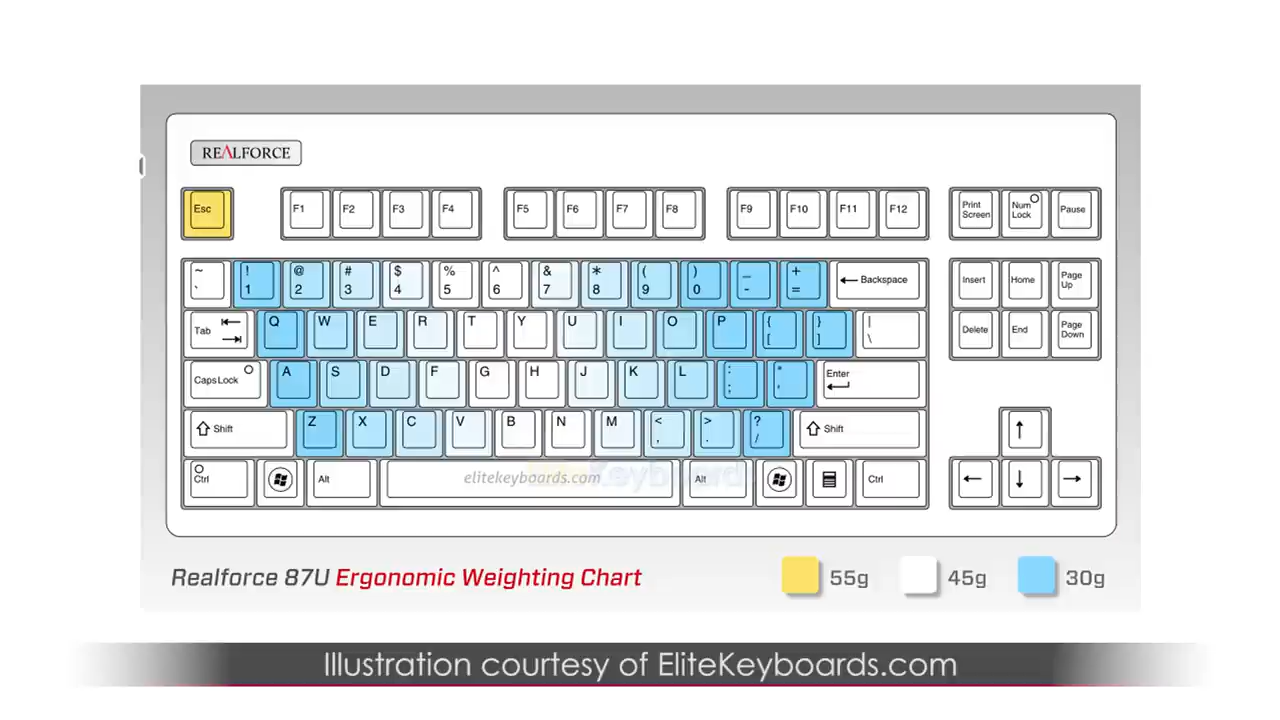 REALFORCE
Esc F1 F2 F3 F4 F5 F6 F7 F8 F9 F10 F11 F12 Print Screen Num Lock Pause
~ ` ! 1 @ 2 # 3 $ 4 % 5 ^ 6 & 7 * 8 ( 9 ) 0 _ - + = ← Backspace Insert Home Page Up
Tab Q W E R T Y U I O P { [ } ] | \ Delete End Page Down
Caps Lock A S D F G H J K L : ; " ' Enter
Shift Z X C V B N M < , > . ? / Shift ↑
Ctrl Alt elitekeyboards.com Alt Ctrl ← ↓ →
Realforce 87U Ergonomic Weighting Chart 55g 45g 30g
Illustration courtesy of EliteKeyboards.com